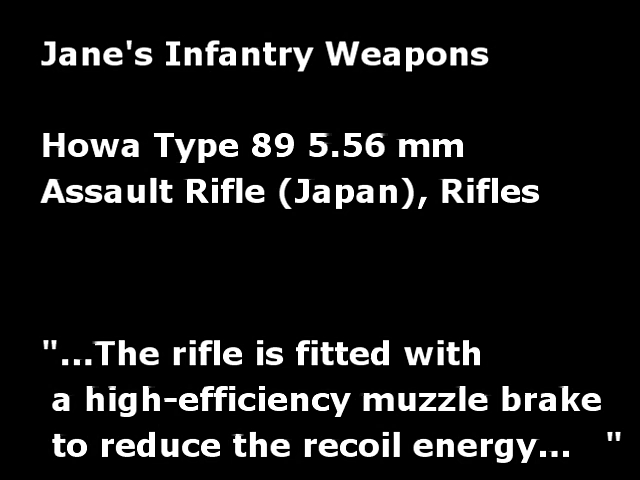 Jane's Infantry Weapons
Howa Type 89 5.56 mm
Assault Rifle (Japan), Rifles
"...The rifle is fitted with
a high-efficiency muzzle brake
to reduce the recoil energy... "